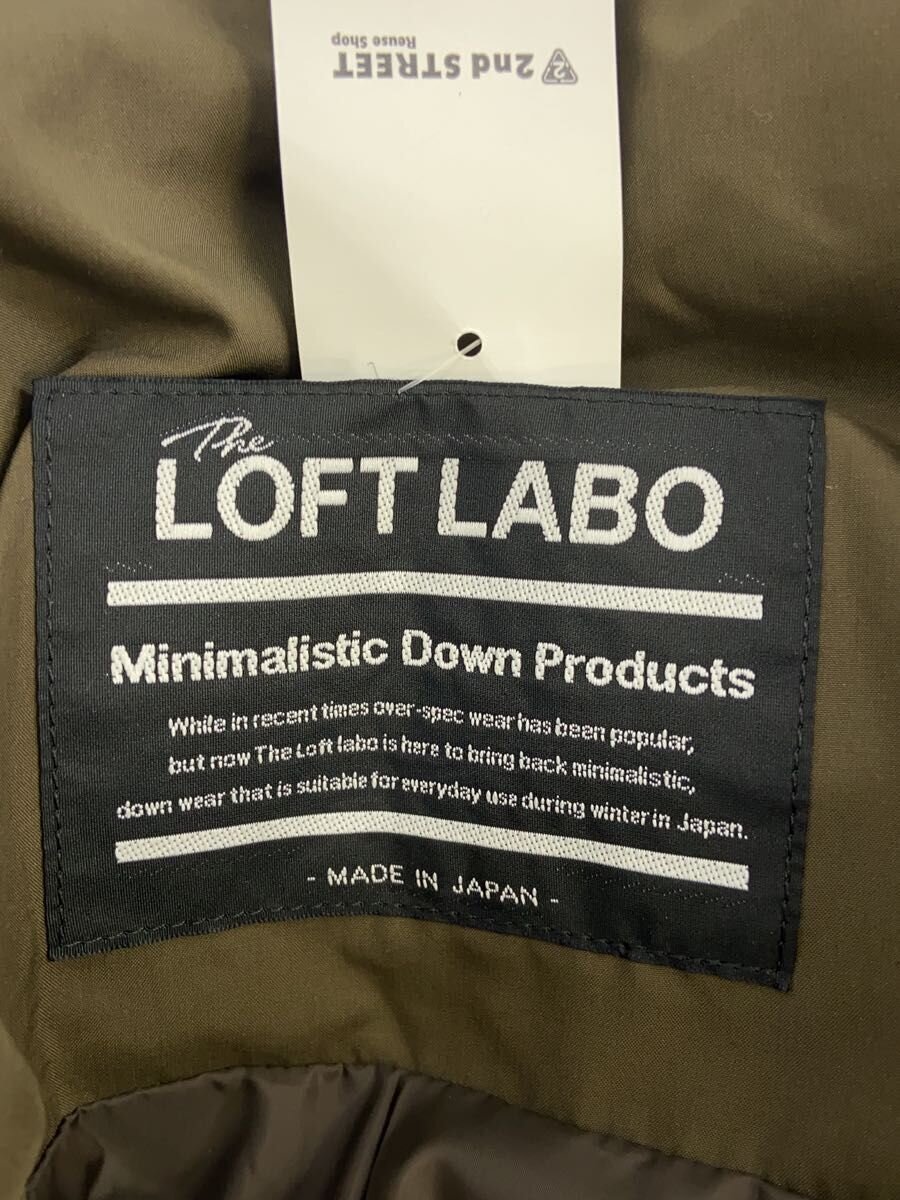 2nd STREET
Reuse Shop
The
LOFT LABO
Minimalistic Down Products
While in recent times over-spec wear has been popular,
but now The Loft labo is here to bring back minimalistic,
down wear that is suitable for everyday use during winter in Japan.
- MADE IN JAPAN -